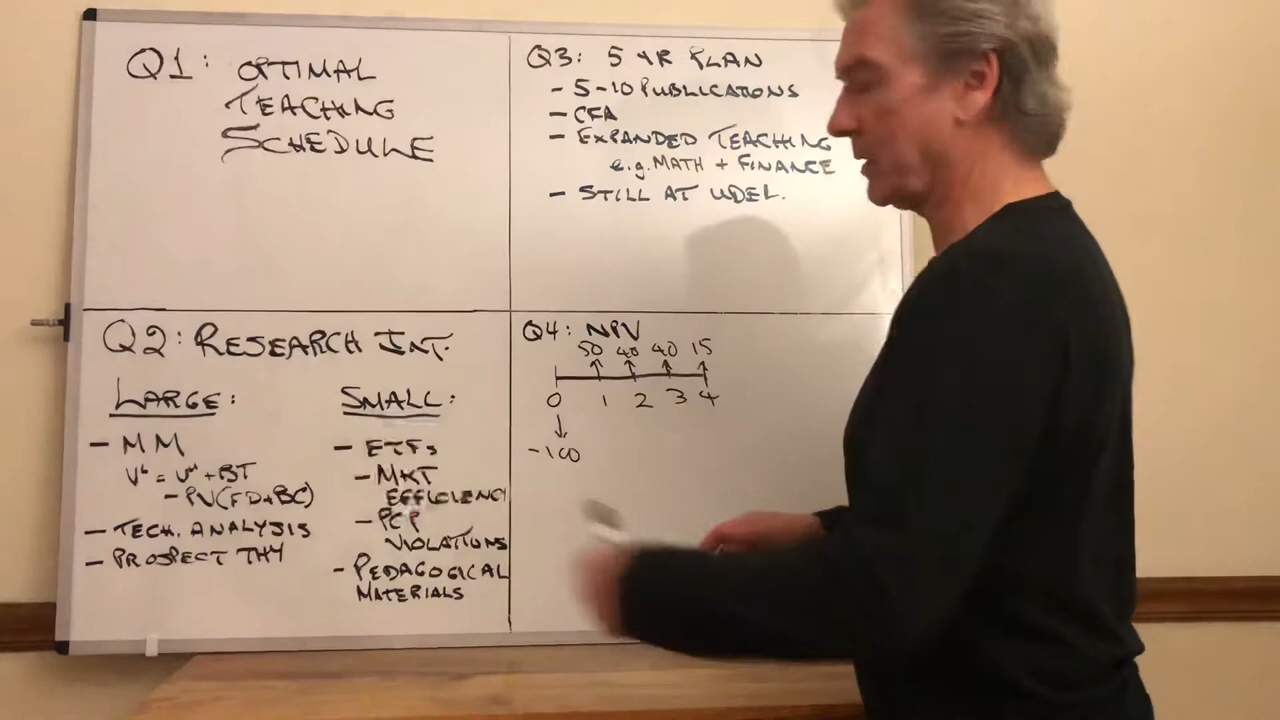 Q1: OPTIMAL
TEACHING
SCHEDULE
Q2: RESEARCH INT.
LARGE:
- MM
V^L = V^U + BT
- PV(FD+BC)
- TECH. ANALYSIS
- PROSPECT THY
SMALL:
- ETFs
- MKT
EFFICIENCY
- PCP
VIOLATIONS
- PEDAGOGICAL
MATERIALS
Q3: 5 YR PLAN
- 5-10 PUBLICATIONS
- CFA
- EXPANDED TEACHING
e.g. MATH + FINANCE
- STILL AT UDEL.
Q4: NPV
50 40 40 15
0 1 2 3 4
-100